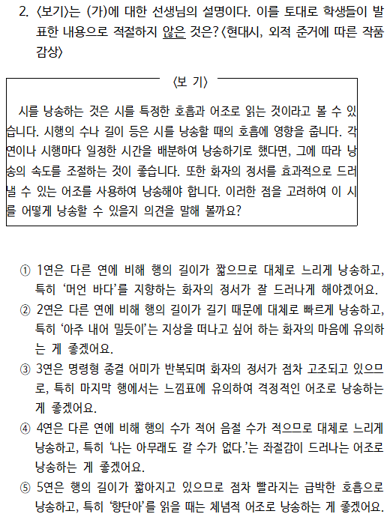 2. <보기>는 (가)에 대한 선생님의 설명이다. 이를 토대로 학생들이 발
표한 내용으로 적절하지 않은 것은?<현대시, 외적 준거에 따른 작품
감상>
<보 기>
시를 낭송하는 것은 시를 특정한 호흡과 어조로 읽는 것이라고 볼 수 있
습니다. 시행의 수나 길이 등은 시를 낭송할 때의 호흡에 영향을 줍니다. 각
연이나 시행마다 일정한 시간을 배분하여 낭송하기로 했다면, 그에 따라 낭
송의 속도를 조절하는 것이 좋습니다. 또한 화자의 정서를 효과적으로 드러
낼 수 있는 어조를 사용하여 낭송해야 합니다. 이러한 점을 고려하여 이 시
를 어떻게 낭송할 수 있을지 의견을 말해 볼까요?
① 1연은 다른 연에 비해 행의 길이가 짧으므로 대체로 느리게 낭송하고,
특히 ‘머언 바다’를 지향하는 화자의 정서가 잘 드러나게 해야겠어요.
② 2연은 다른 연에 비해 행의 길이가 길기 때문에 대체로 빠르게 낭송하고,
특히 ‘아주 내어 밀듯이’는 지상을 떠나고 싶어 하는 화자의 마음에 유의하
는 게 좋겠어요.
③ 3연은 명령형 종결 어미가 반복되며 화자의 정서가 점차 고조되고 있으므
로, 특히 마지막 행에서는 느낌표에 유의하여 격정적인 어조로 낭송하는
게 좋겠어요.
④ 4연은 다른 연에 비해 행의 수가 적어 음절 수가 적으므로 대체로 느리게
낭송하고, 특히 ‘나는 아무래도 갈 수가 없다.’는 좌절감이 드러나는 어조로
낭송하는 게 좋겠어요.
⑤ 5연은 행의 길이가 짧아지고 있으므로 점차 빨라지는 급박한 호흡으로
낭송하고, 특히 ‘향단아’를 읽을 때는 체념적 어조로 낭송하는 게 좋겠어요.